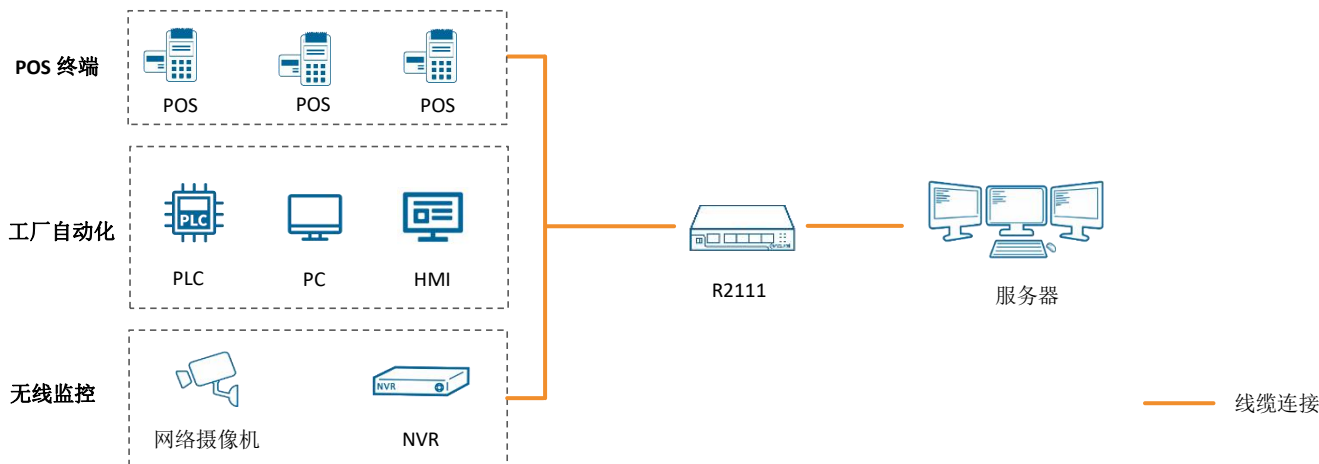 POS 终端
POS
POS
POS
工厂自动化
PLC
PLC
PC
HMI
R2111
服务器
无线监控
NVR
网络摄像机
NVR
线缆连接